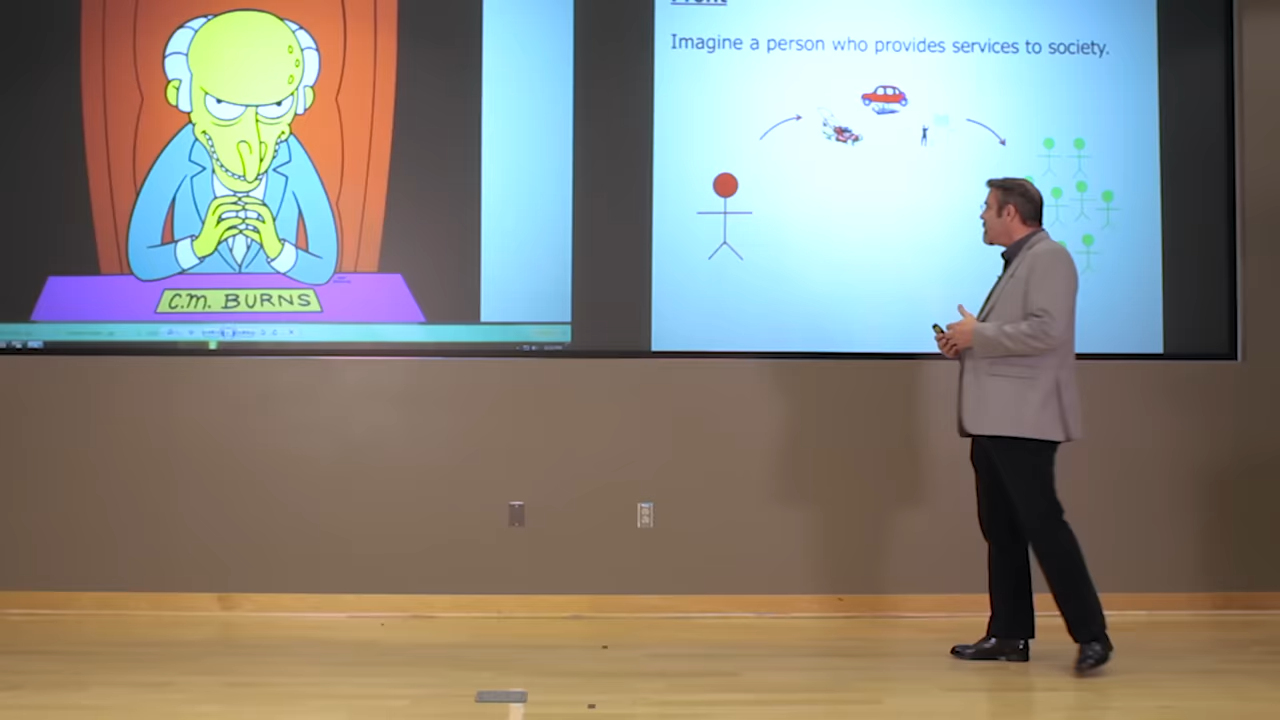 C.M. BURNS
Imagine a person who provides services to society.